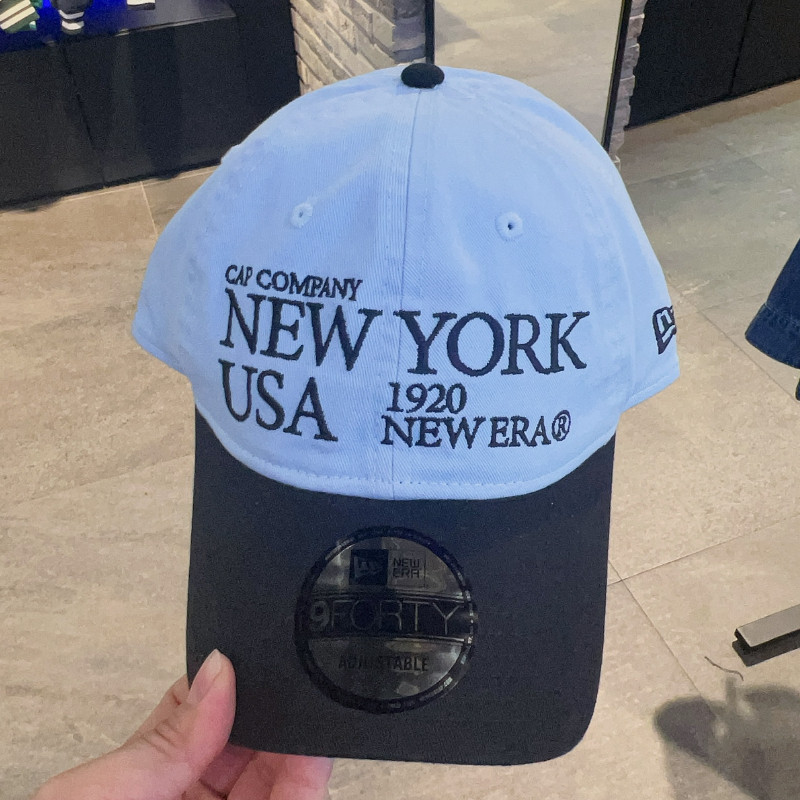 CAP COMPANY
NEW YORK
USA
1920
NEW ERA®
NEW
ERA
9FORTY
ADJUSTABLE